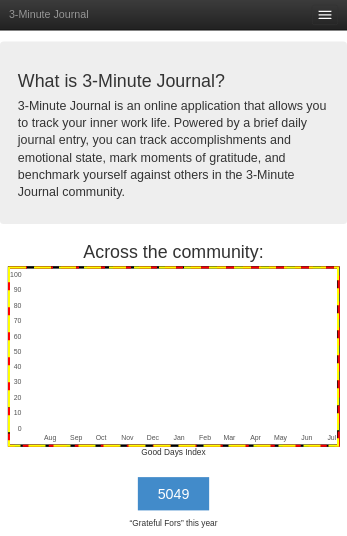 3-Minute Journal
What is 3-Minute Journal?
3-Minute Journal is an online application that allows you
to track your inner work life. Powered by a brief daily
journal entry, you can track accomplishments and
emotional state, mark moments of gratitude, and
benchmark yourself against others in the 3-Minute
Journal community.
Across the community:
100
90
80
70
60
50
40
30
20
10
0
Aug Sep Oct Nov Dec Jan Feb Mar Apr May Jun Jul
Good Days Index
5049
“Grateful Fors” this year